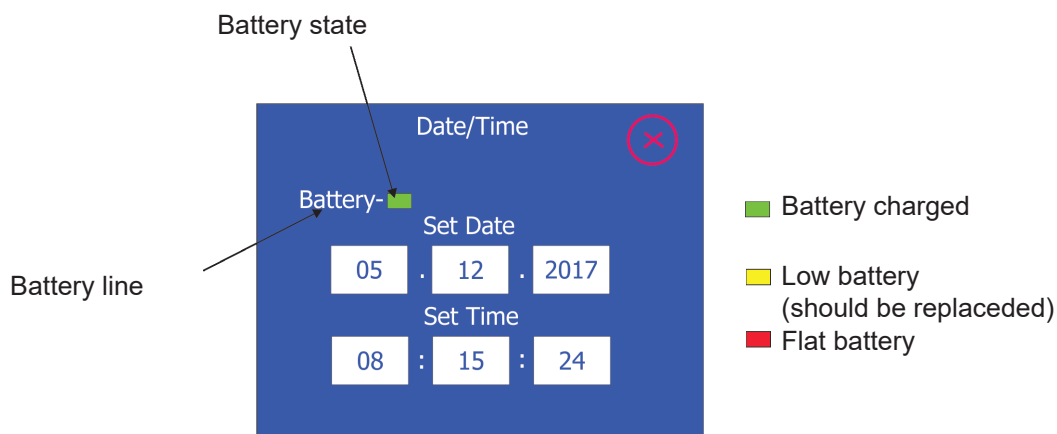 Battery state
Date/Time
Battery-
Set Date
05 . 12 . 2017
Set Time
08 : 15 : 24
Battery line
Battery charged
Low battery
(should be replaceded)
Flat battery